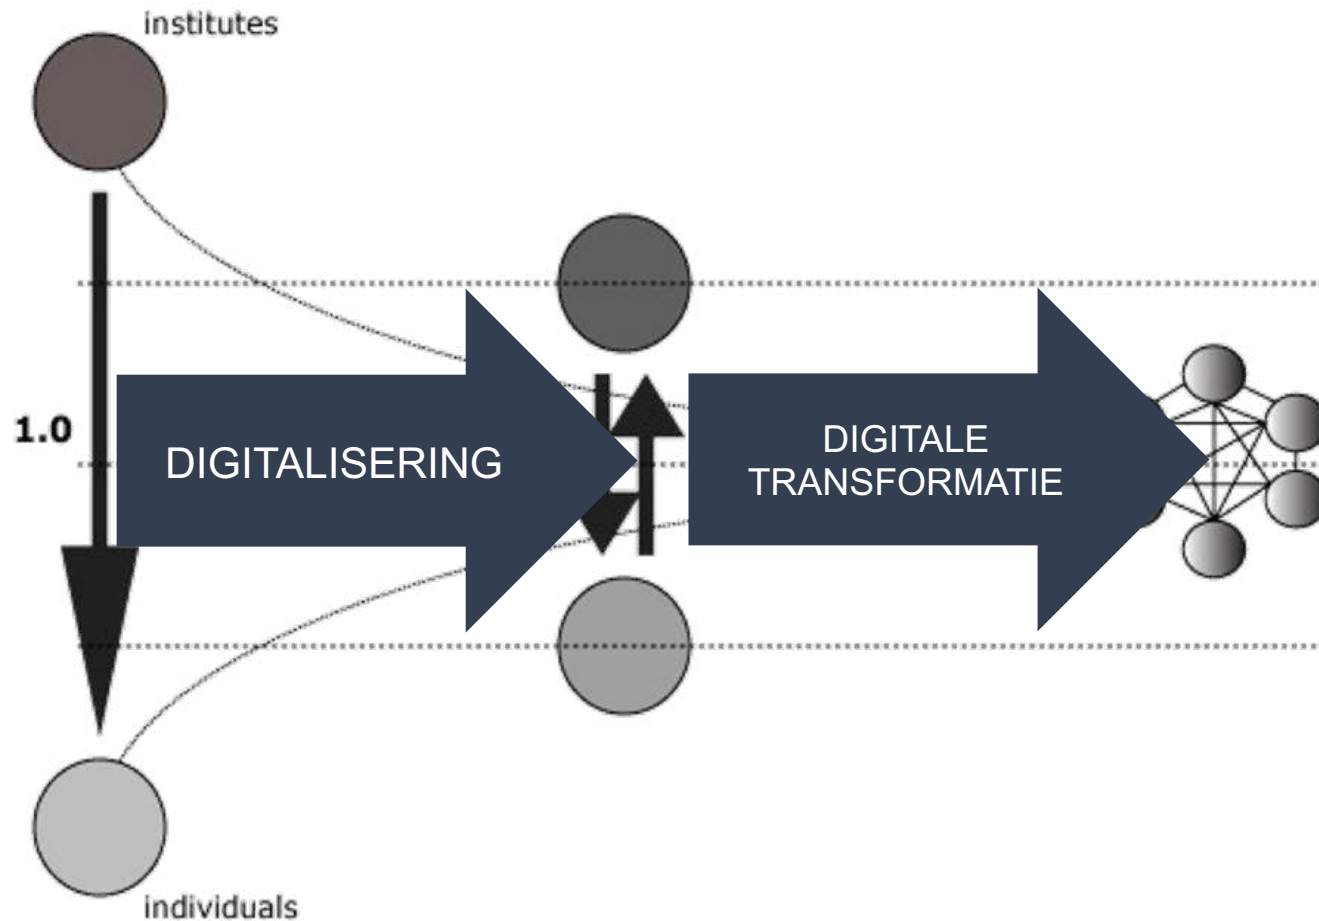 institutes
1.0
DIGITALISERING
DIGITALE
TRANSFORMATIE
individuals